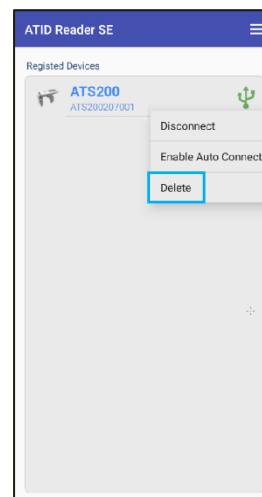 ATID Reader SE
Registed Devices
ATS200
ATS200207001
Disconnect
Enable Auto Connect
Delete